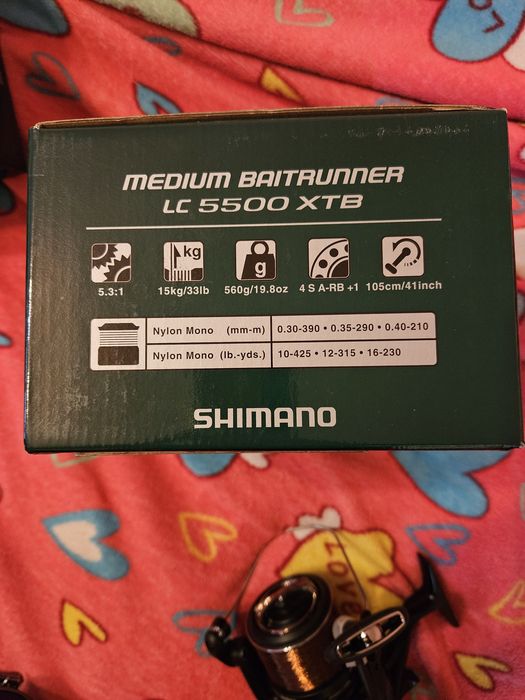 LO
MEDIUM BAITRUNNER
LC 5500 XTB
kg
g
5.3:1
15kg/33lb
560g/19.8oz
4 S A-RB +1
105cm/41inch
Nylon Mono (mm-m) 0.30-390 • 0.35-290 • 0.40-210
Nylon Mono (lb.-yds.) 10-425 • 12-315 • 16-230
SHIMANO
Love